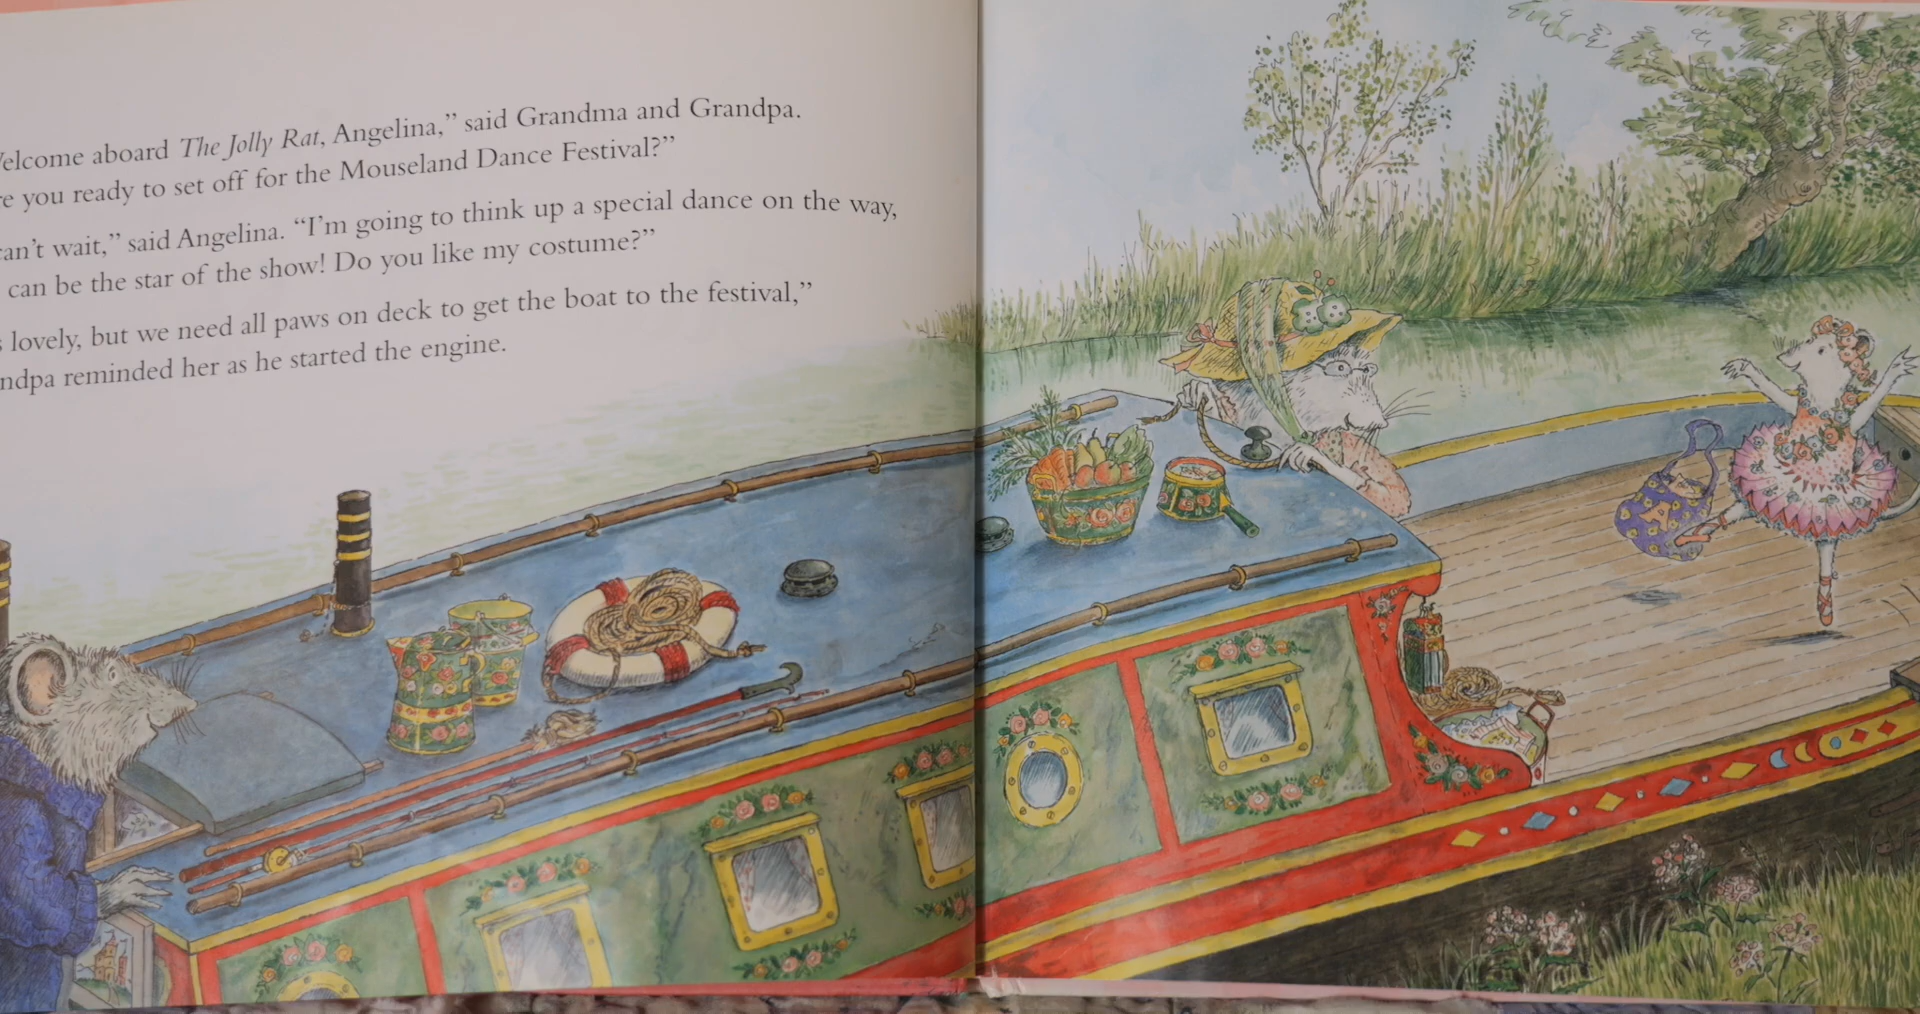 elcome aboard The Jolly Rat, Angelina,” said Grandma and Grandpa.
re you ready to set off for the Mouseland Dance Festival?”
can’t wait,” said Angelina. “I’m going to think up a special dance on the way,
can be the star of the show! Do you like my costume?”
s lovely, but we need all paws on deck to get the boat to the festival,”
ndpa reminded her as he started the engine.